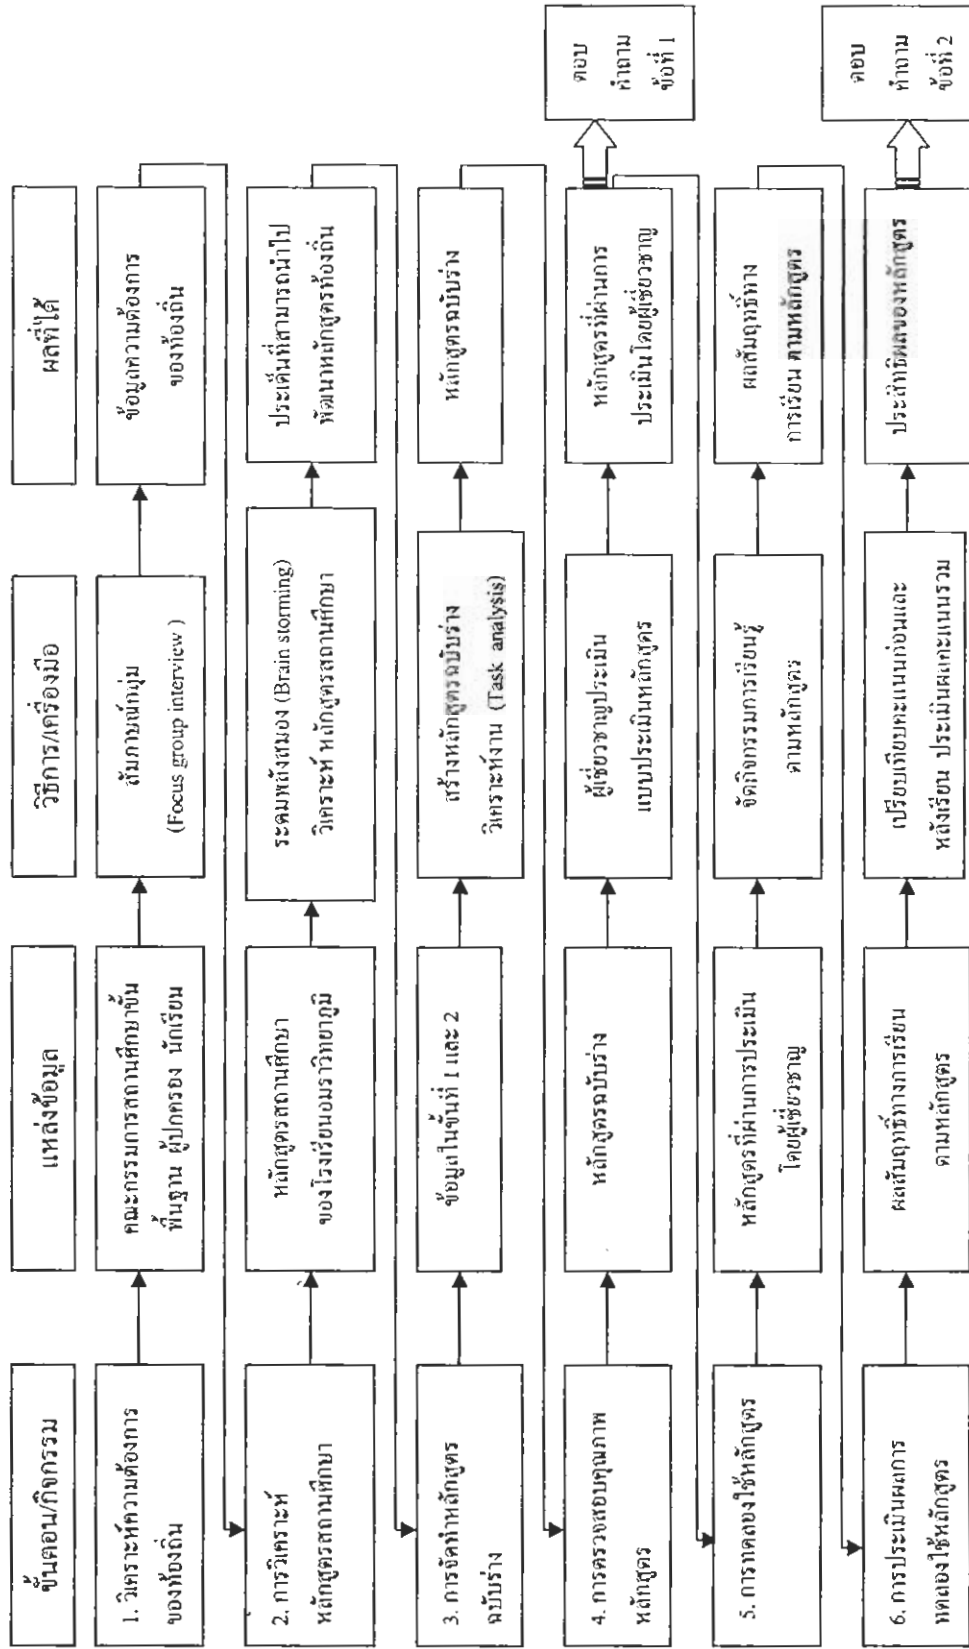 ขั้นตอน/กิจกรรม
แหล่งข้อมูล
วิธีการ/เครื่องมือ
ผลที่ได้
1. วิเคราะห์ความต้องการ
ของท้องถิ่น
คณะกรรมการสถานศึกษาขั้น
พื้นฐาน ผู้ปกครอง นักเรียน
สัมภาษณ์กลุ่ม
(Focus group interview )
ข้อมูลความต้องการ
ของท้องถิ่น
2. การวิเคราะห์
หลักสูตรสถานศึกษา
หลักสูตรสถานศึกษา
ของโรงเรียนอมราวิทยาภูมิ
ระดมพลังสมอง (Brain storming)
วิเคราะห์ หลักสูตรสถานศึกษา
ประเด็นที่สามารถนำไป
พัฒนาหลักสูตรท้องถิ่น
3. การจัดทำหลักสูตร
ฉบับร่าง
ข้อมูลในขั้นที่ 1 และ 2
สร้างหลักสูตรฉบับร่าง
วิเคราะห์งาน (Task analysis)
หลักสูตรฉบับร่าง
4. การตรวจสอบคุณภาพ
หลักสูตร
หลักสูตรฉบับร่าง
ผู้เชี่ยวชาญประเมิน
แบบประเมินหลักสูตร
หลักสูตรที่ผ่านการ
ประเมินโดยผู้เชี่ยวชาญ
ตอบ
คำถาม
ข้อที่ 1
5. การทดลองใช้หลักสูตร
หลักสูตรที่ผ่านการประเมิน
โดยผู้เชี่ยวชาญ
จัดกิจกรรมการเรียนรู้
ตามหลักสูตร
ผลสัมฤทธิ์ทาง
การเรียน ตามหลักสูตร
6. การประเมินผลการ
ทดลองใช้หลักสูตร
ผลสัมฤทธิ์ทางการเรียน
ตามหลักสูตร
เปรียบเทียบคะแนนก่อนและ
หลังเรียน ประเมินผลคะแนนรวม
ประสิทธิผลของหลักสูตร
ตอบ
คำถาม
ข้อที่ 2